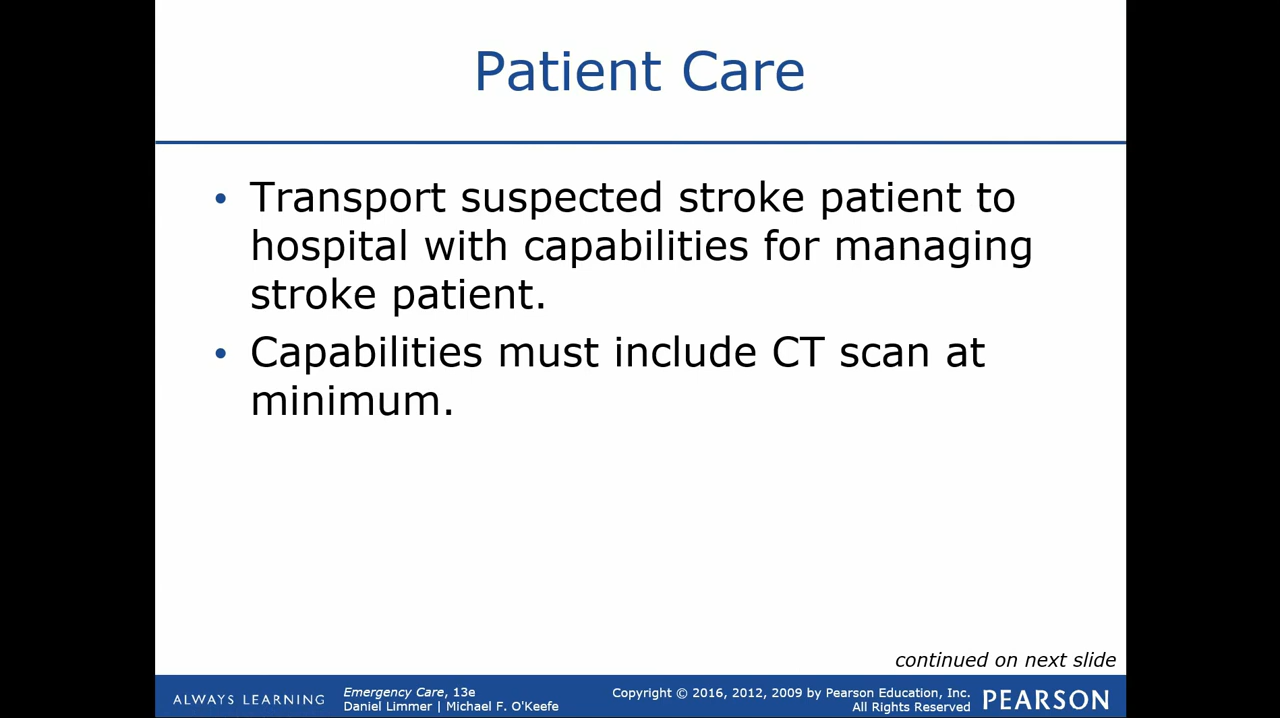 Patient Care
• Transport suspected stroke patient to
hospital with capabilities for managing
stroke patient.
• Capabilities must include CT scan at
minimum.
continued on next slide
ALWAYS LEARNING
Emergency Care, 13e
Daniel Limmer | Michael F. O'Keefe
Copyright © 2016, 2012, 2009 by Pearson Education, Inc.
All Rights Reserved
PEARSON